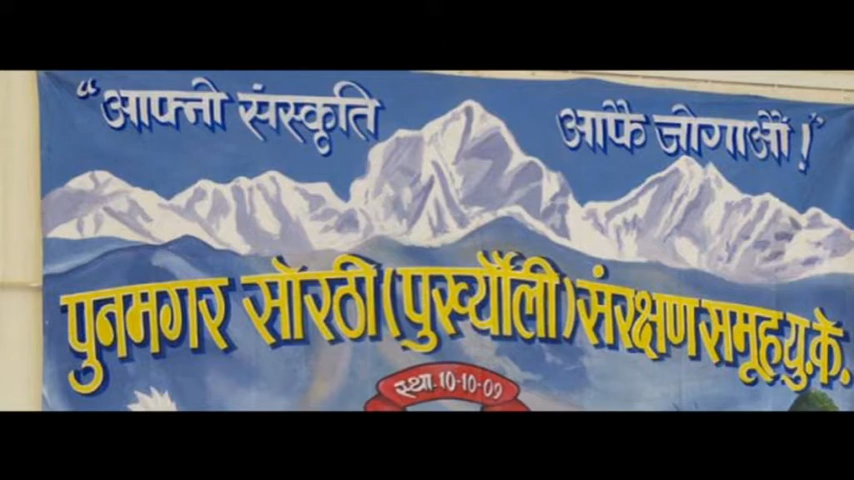 “आफ्नो संस्कृति आफै जोगाऔं !”
पुनमगर सोरठी (पुर्ख्यौली) संरक्षण समूह यु.के.
स्था. 10-10-09